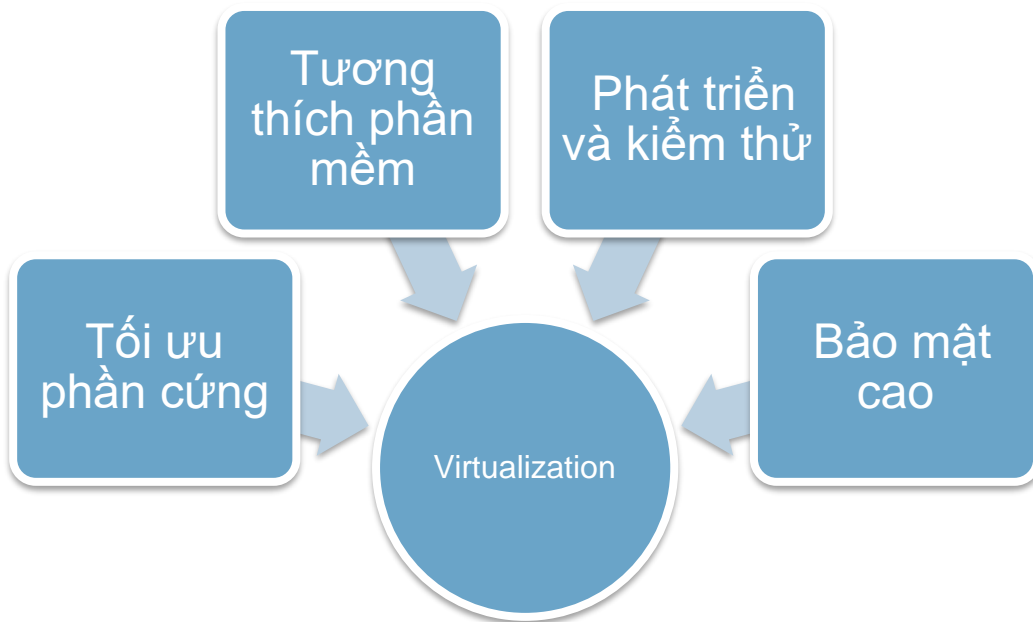 Tương
thích phần
mềm
Phát triển
và kiểm thử
Tối ưu
phần cứng
Bảo mật
cao
Virtualization